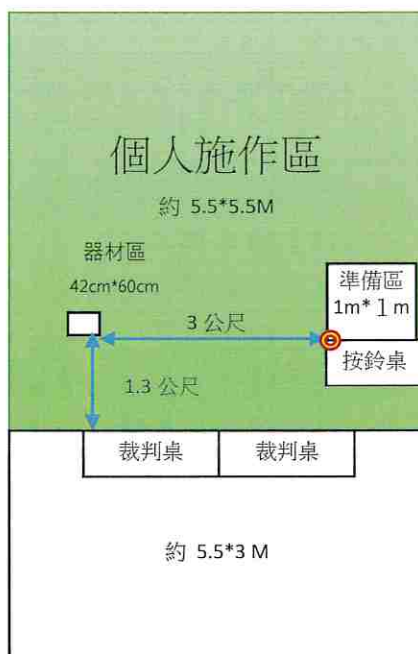 個人施作區
約 5.5*5.5M
器材區
42cm*60cm
準備區
1m* 1 m
3 公尺
按鈴桌
1.3 公尺
裁判桌
裁判桌
約 5.5*3 M